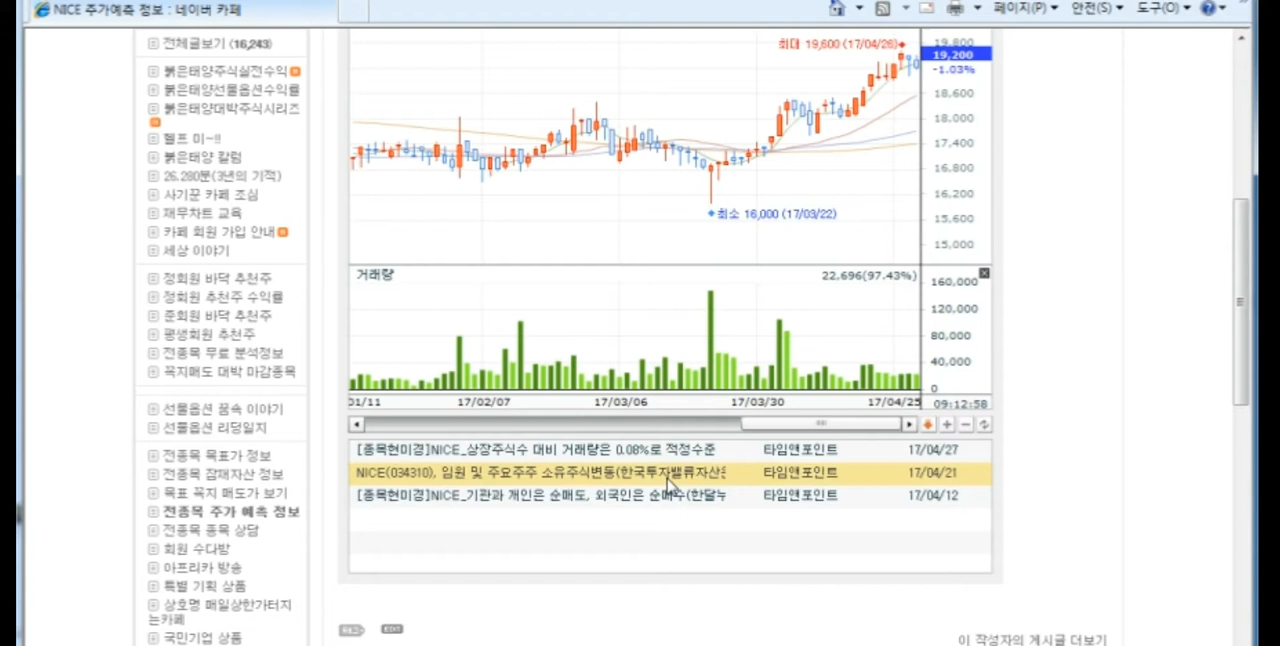 NICE 주가예측 정보 : 네이버 카페
페이지(P)
안전(S)
도구(O)
전체글보기 (16,243)
붉은태양주식실전수익
붉은태양선물옵션수익률
붉은태양대박주식시리즈
헬프 미~!!
붉은태양 칼럼
26,280분(3년의 기적)
사기꾼 카페 조심
재무차트 교육
카페 회원 가입 안내
세상 이야기
정회원 바닥 추천주
정회원 추천주 수익률
준회원 바닥 추천주
평생회원 추천주
전종목 무료 분석정보
꼭지매도 대박 마감종목
선물옵션 꿈속 이야기
선물옵션 리딩일지
전종목 목표가 정보
전종목 잠재자산 정보
목표 꼭지 매도가 보기
전종목 주가 예측 정보
전종목 종목 상담
회원 수다방
아프리카 방송
특별 기획 상품
상호명 매일상한가터지
는카페
국민기업 상품
최대 19,600 (17/04/26)
19,800
19,200
-1.03%
18,600
18,000
17,400
16,800
16,200
15,600
15,000
최소 16,000 (17/03/22)
거래량
22,696(97.43%)
160,000
120,000
80,000
40,000
0
01/11
17/02/07
17/03/06
17/03/30
17/04/25
09:12:58
[종목현미경]NICE_상장주식수 대비 거래량은 0.08%로 적정수준 타임앤포인트 17/04/27
NICE(034310), 임원 및 주요주주 소유주식변동(한국투자밸류자산운 타임앤포인트 17/04/21
[종목현미경]NICE_기관과 개인은 순매도, 외국인은 순매수(한달누 타임앤포인트 17/04/12
EDIT
이 작성자의 게시글 더보기